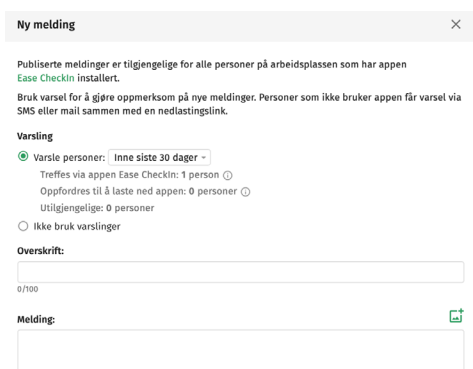 Ny melding
Publiserte meldinger er tilgjengelige for alle personer på arbeidsplassen som har appen
Ease CheckIn installert.
Bruk varsel for å gjøre oppmerksom på nye meldinger. Personer som ikke bruker appen får varsel via
SMS eller mail sammen med en nedlastingslink.
Varsling
Varsle personer: Inne siste 30 dager
Treffes via appen Ease CheckIn: 1 person
Oppfordres til å laste ned appen: 0 personer
Utilgjengelige: 0 personer
Ikke bruk varslinger
Overskrift:
0/100
Melding: